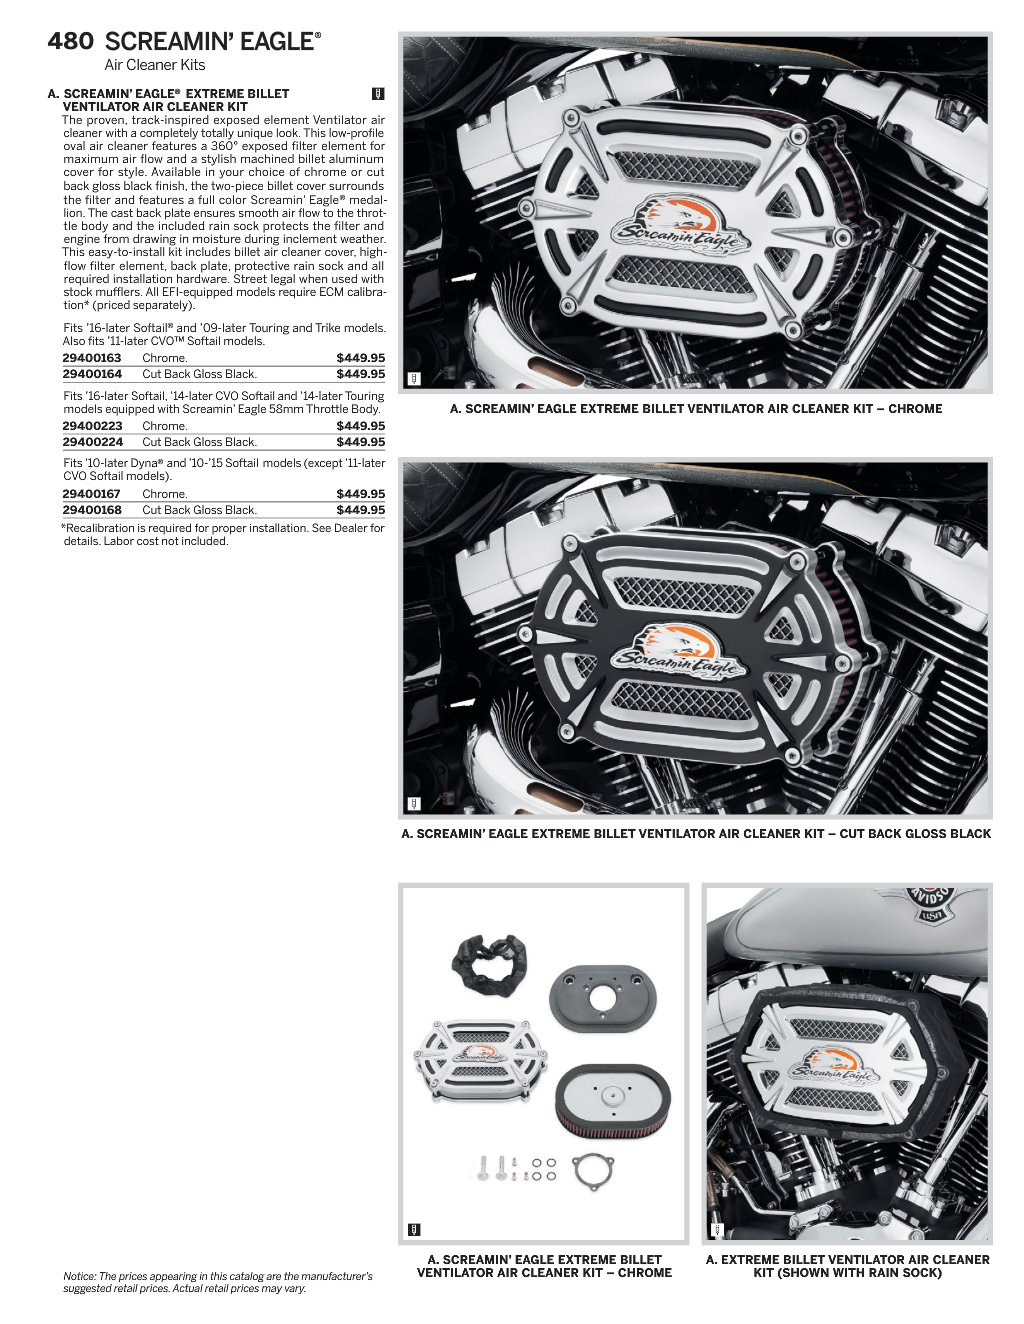 480 SCREAMIN’ EAGLE®
Air Cleaner Kits
A. SCREAMIN’ EAGLE® EXTREME BILLET
VENTILATOR AIR CLEANER KIT
The proven, track-inspired exposed element Ventilator air
cleaner with a completely totally unique look. This low-profile
oval air cleaner features a 360° exposed filter element for
maximum air flow and a stylish machined billet aluminum
cover for style. Available in your choice of chrome or cut
back gloss black finish, the two-piece billet cover surrounds
the filter and features a full color Screamin’ Eagle® medal-
lion. The cast back plate ensures smooth air flow to the throt-
tle body and the included rain sock protects the filter and
engine from drawing in moisture during inclement weather.
This easy-to-install kit includes billet air cleaner cover, high-
flow filter element, back plate, protective rain sock and all
required installation hardware. Street legal when used with
stock mufflers. All EFI-equipped models require ECM calibra-
tion* (priced separately).
Fits ’16-later Softail® and ’09-later Touring and Trike models.
Also fits ’11-later CVO™ Softail models.
29400163 Chrome. $449.95
29400164 Cut Back Gloss Black. $449.95
Fits ’16-later Softail, ‘14-later CVO Softail and ‘14-later Touring
models equipped with Screamin’ Eagle 58mm Throttle Body.
29400223 Chrome. $449.95
29400224 Cut Back Gloss Black. $449.95
Fits ’10-later Dyna® and ’10-’15 Softail models (except ’11-later
CVO Softail models).
29400167 Chrome. $449.95
29400168 Cut Back Gloss Black. $449.95
*Recalibration is required for proper installation. See Dealer for
details. Labor cost not included.
Screamin' Eagle
A. SCREAMIN’ EAGLE EXTREME BILLET VENTILATOR AIR CLEANER KIT – CHROME
Screamin' Eagle
A. SCREAMIN’ EAGLE EXTREME BILLET VENTILATOR AIR CLEANER KIT – CUT BACK GLOSS BLACK
Screamin' Eagle
A. SCREAMIN’ EAGLE EXTREME BILLET
VENTILATOR AIR CLEANER KIT – CHROME
DAVIDSO
USA
Screamin' Eagle
A. EXTREME BILLET VENTILATOR AIR CLEANER
KIT (SHOWN WITH RAIN SOCK)
Notice: The prices appearing in this catalog are the manufacturer’s
suggested retail prices. Actual retail prices may vary.